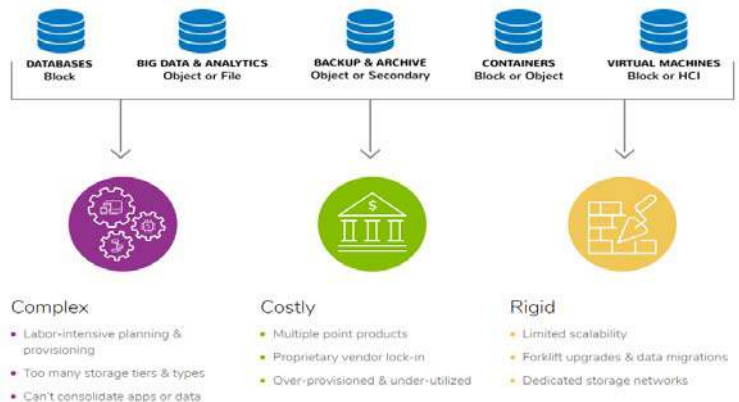 DATABASES
Block
BIG DATA & ANALYTICS
Object or File
BACKUP & ARCHIVE
Object or Secondary
CONTAINERS
Block or Object
VIRTUAL MACHINES
Block or HCI
$
Complex
• Labor-intensive planning &
provisioning
• Too many storage tiers & types
• Can't consolidate apps or data
Costly
• Multiple point products
• Proprietary vendor lock-in
• Over-provisioned & under-utilized
Rigid
• Limited scalability
• Forklift upgrades & data migrations
• Dedicated storage networks